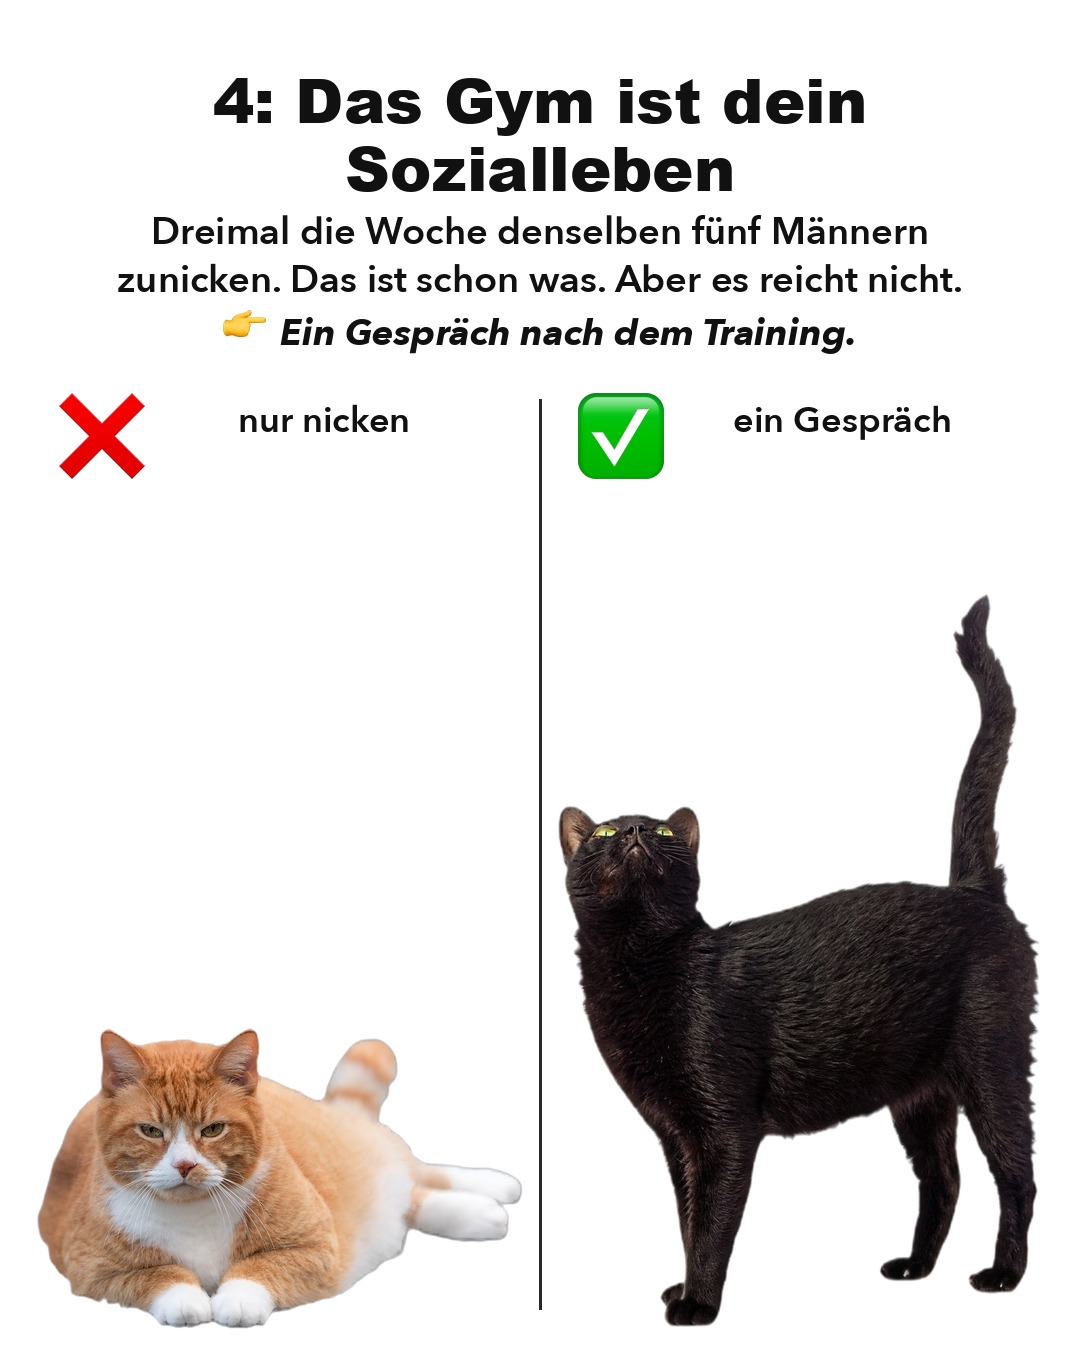 4: Das Gym ist dein
Sozialleben
Dreimal die Woche denselben fünf Männern
zunicken. Das ist schon was. Aber es reicht nicht.
👉 Ein Gespräch nach dem Training.
❌ nur nicken
✅ ein Gespräch